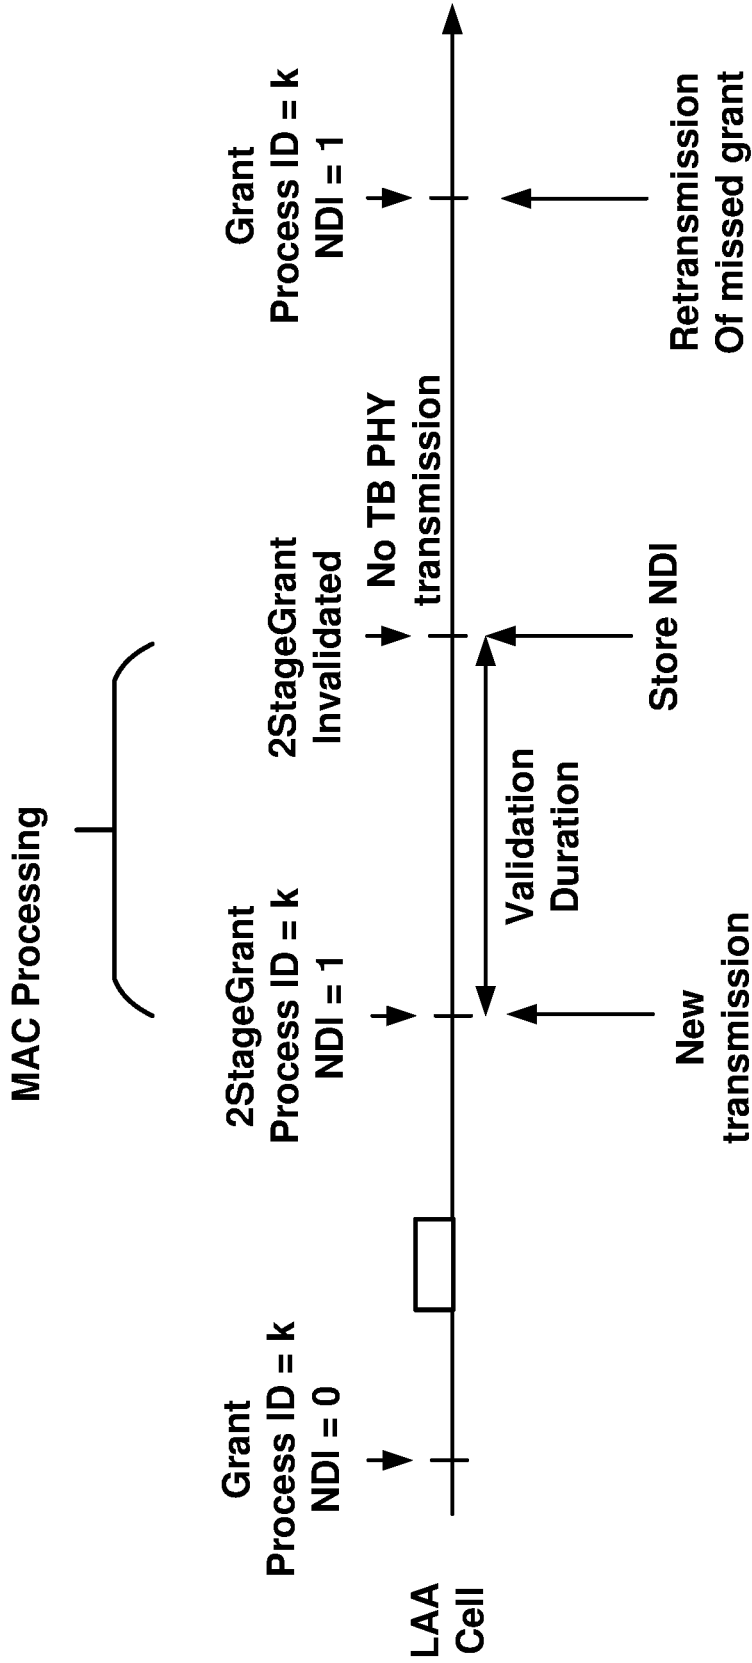 MAC Processing
Grant
Process ID = k
NDI = 0
2StageGrant
Process ID = k
NDI = 1
2StageGrant
Invalidated
No TB PHY
transmission
Grant
Process ID = k
NDI = 1
LAA
Cell
Validation
Duration
New
transmission
Store NDI
Retransmission
Of missed grant